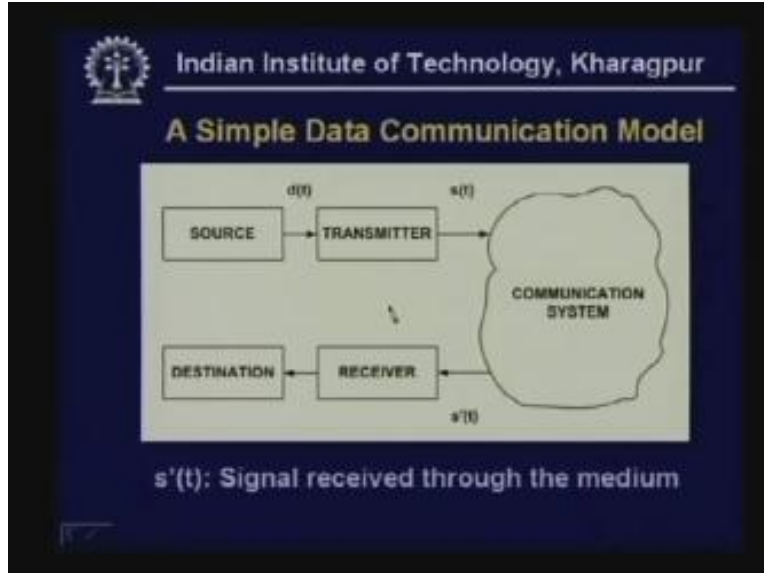 Indian Institute of Technology, Kharagpur
A Simple Data Communication Model
d(t)
s(t)
SOURCE
TRANSMITTER
COMMUNICATION
SYSTEM
DESTINATION
RECEIVER
s'(t)
s'(t): Signal received through the medium